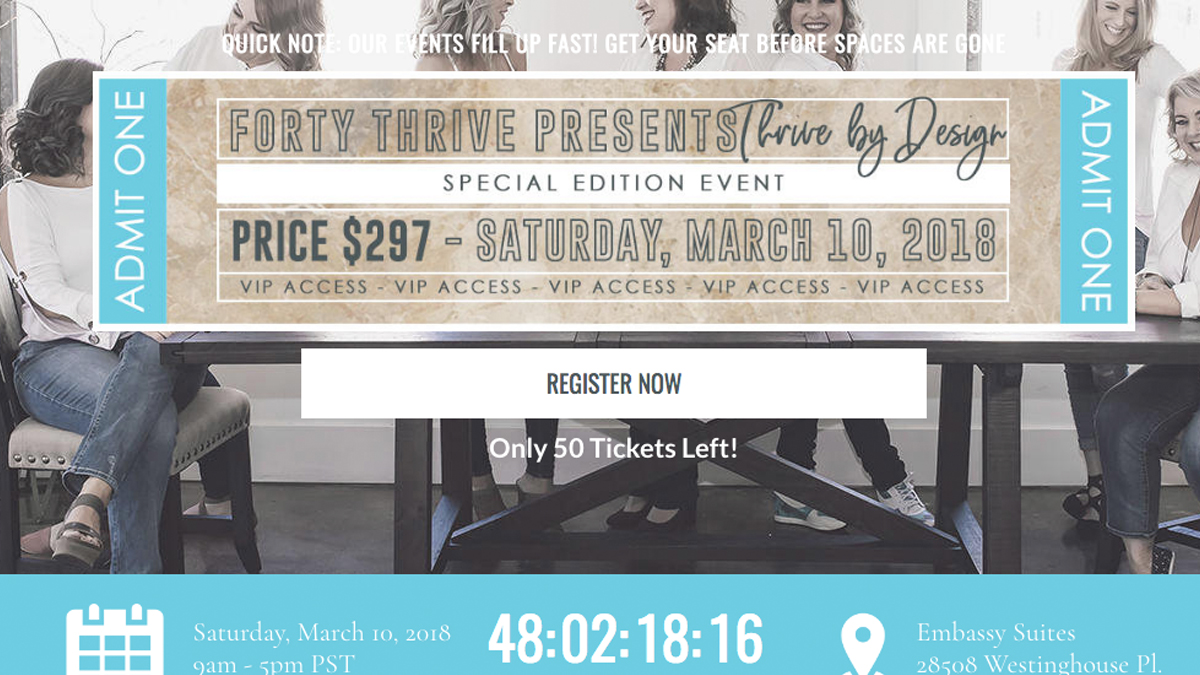 QUICK NOTE: OUR EVENTS FILL UP FAST! GET YOUR SEAT BEFORE SPACES ARE GONE
ADMIT ONE
FORTY THRIVE PRESENTS Thrive by Design
SPECIAL EDITION EVENT
PRICE $297 - SATURDAY, MARCH 10, 2018
VIP ACCESS - VIP ACCESS - VIP ACCESS - VIP ACCESS - VIP ACCESS
ADMIT ONE
REGISTER NOW
Only 50 Tickets Left!
Saturday, March 10, 2018
9am - 5pm PST
48:02:18:16
Embassy Suites
28508 Westinghouse Pl.